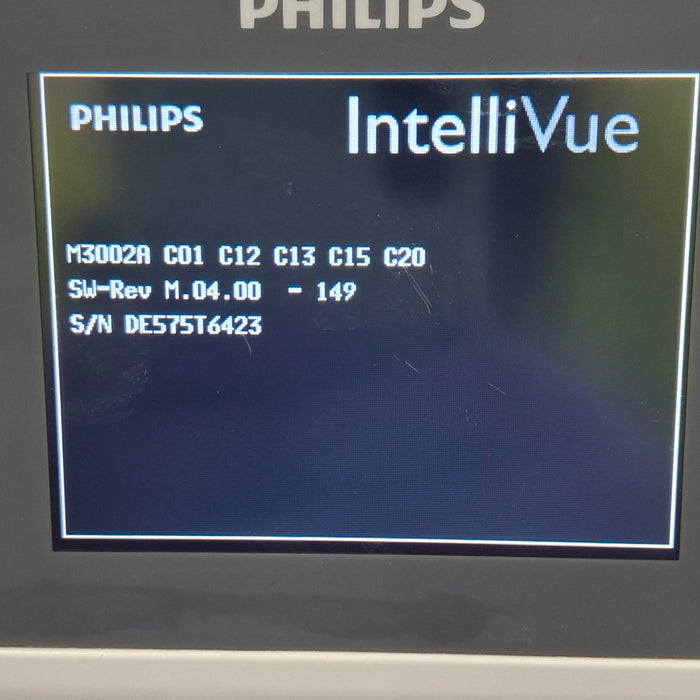 PHILIPS
PHILIPS IntelliVue
M3002A C01 C12 C13 C15 C20
SW-Rev M.04.00 - 149
S/N DE575T6423